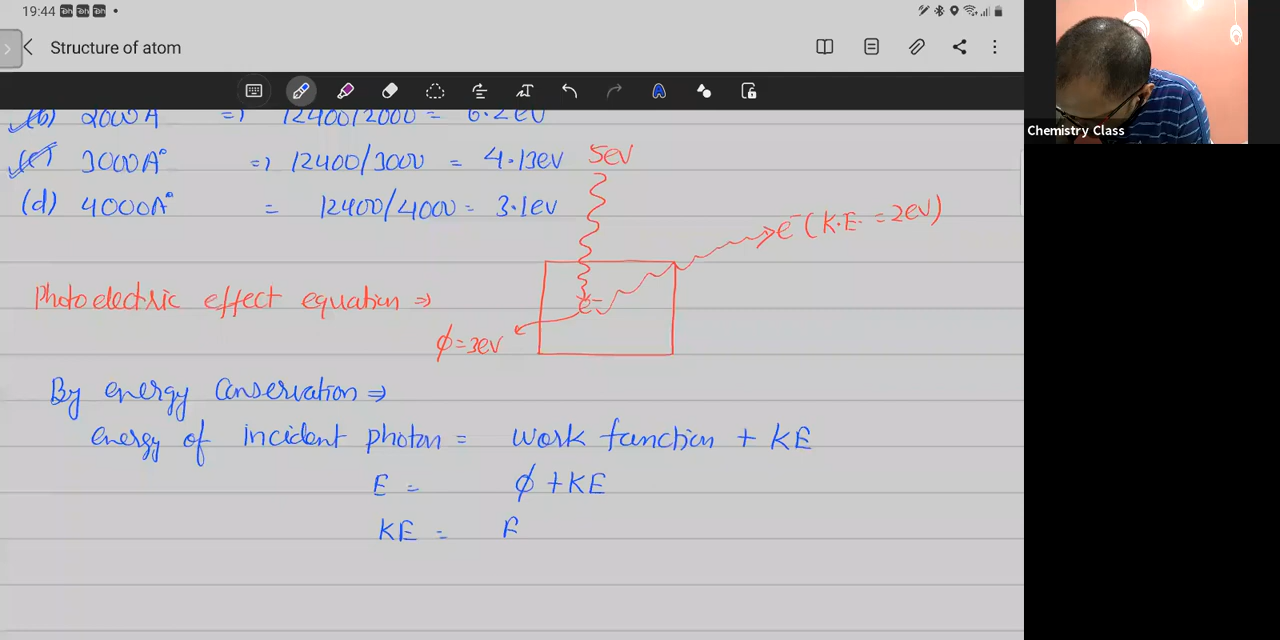 19:44
Structure of atom
Chemistry Class
(b) 2000A => 12400/2000 = 6.2eV
(c) 3000A° => 12400/3000 = 4.13eV 5eV
(d) 4000A° = 12400/4000 = 3.1eV
e⁻ (K.E. = 2eV)
Photoelectric effect equation ⇒
e⁻
ϕ = 3eV
By energy Conservation ⇒
energy of incident photon = work function + KE
E = ϕ + KE
KE = E